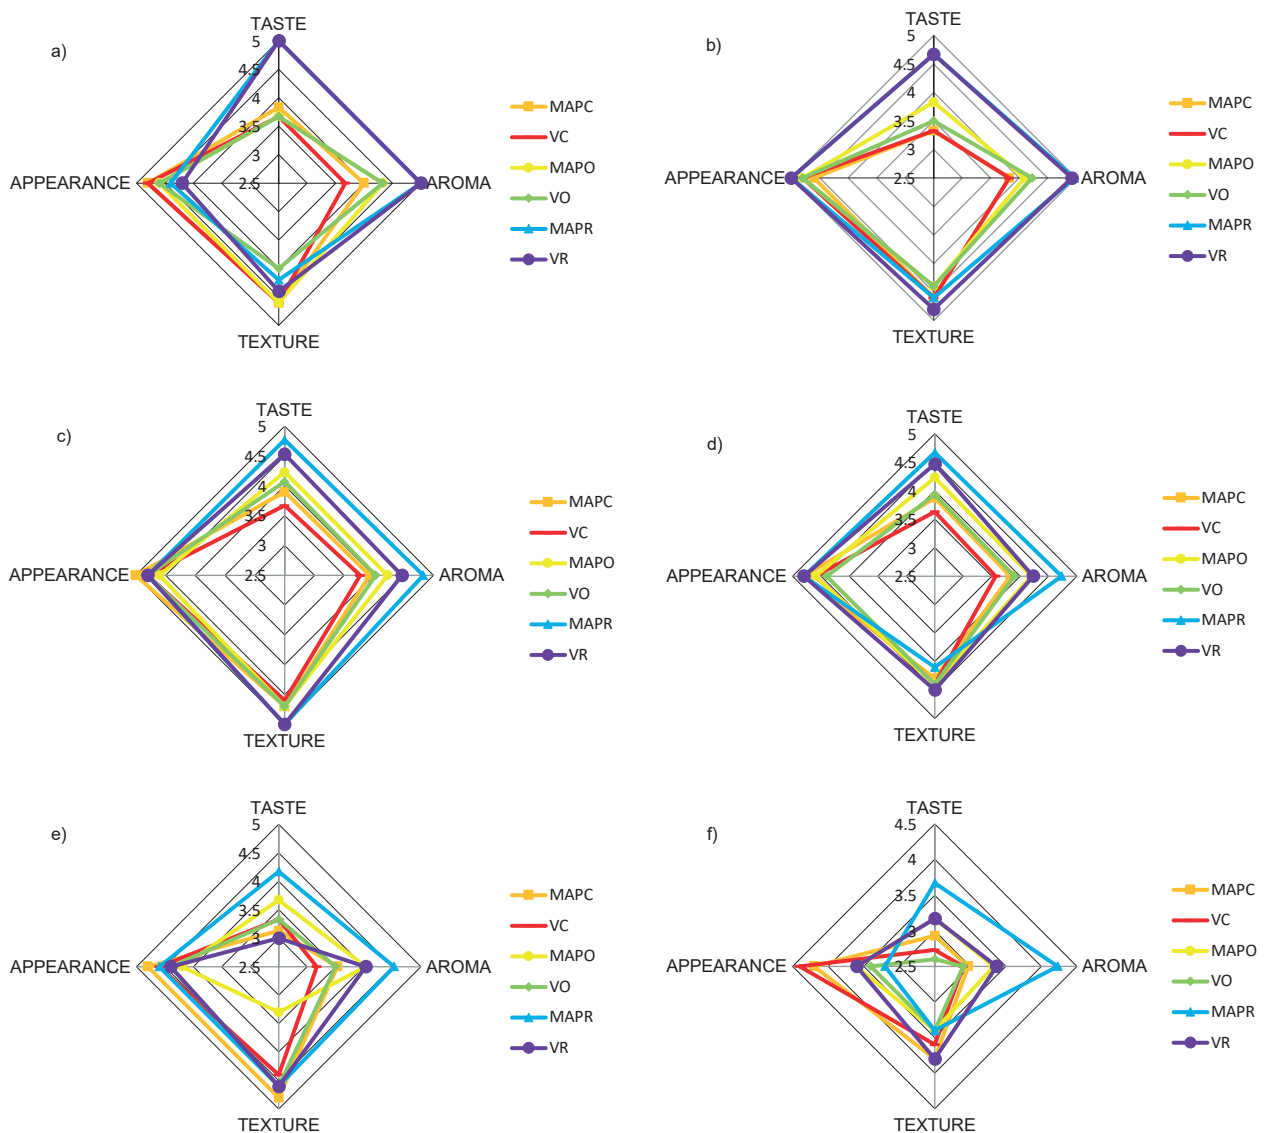 a)
TASTE
5
4.5
4
3.5
3
2.5
APPEARANCE
AROMA
TEXTURE
MAPC
VC
MAPO
VO
MAPR
VR
b)
TASTE
5
4.5
4
3.5
3
2.5
APPEARANCE
AROMA
TEXTURE
MAPC
VC
MAPO
VO
MAPR
VR
c)
TASTE
5
4.5
4
3.5
3
2.5
APPEARANCE
AROMA
TEXTURE
MAPC
VC
MAPO
VO
MAPR
VR
d)
TASTE
5
4.5
4
3.5
3
2.5
APPEARANCE
AROMA
TEXTURE
MAPC
VC
MAPO
VO
MAPR
VR
e)
TASTE
5
4.5
4
3.5
3
2.5
APPEARANCE
AROMA
TEXTURE
MAPC
VC
MAPO
VO
MAPR
VR
f)
TASTE
4.5
4
3.5
3
2.5
APPEARANCE
AROMA
TEXTURE
MAPC
VC
MAPO
VO
MAPR
VR